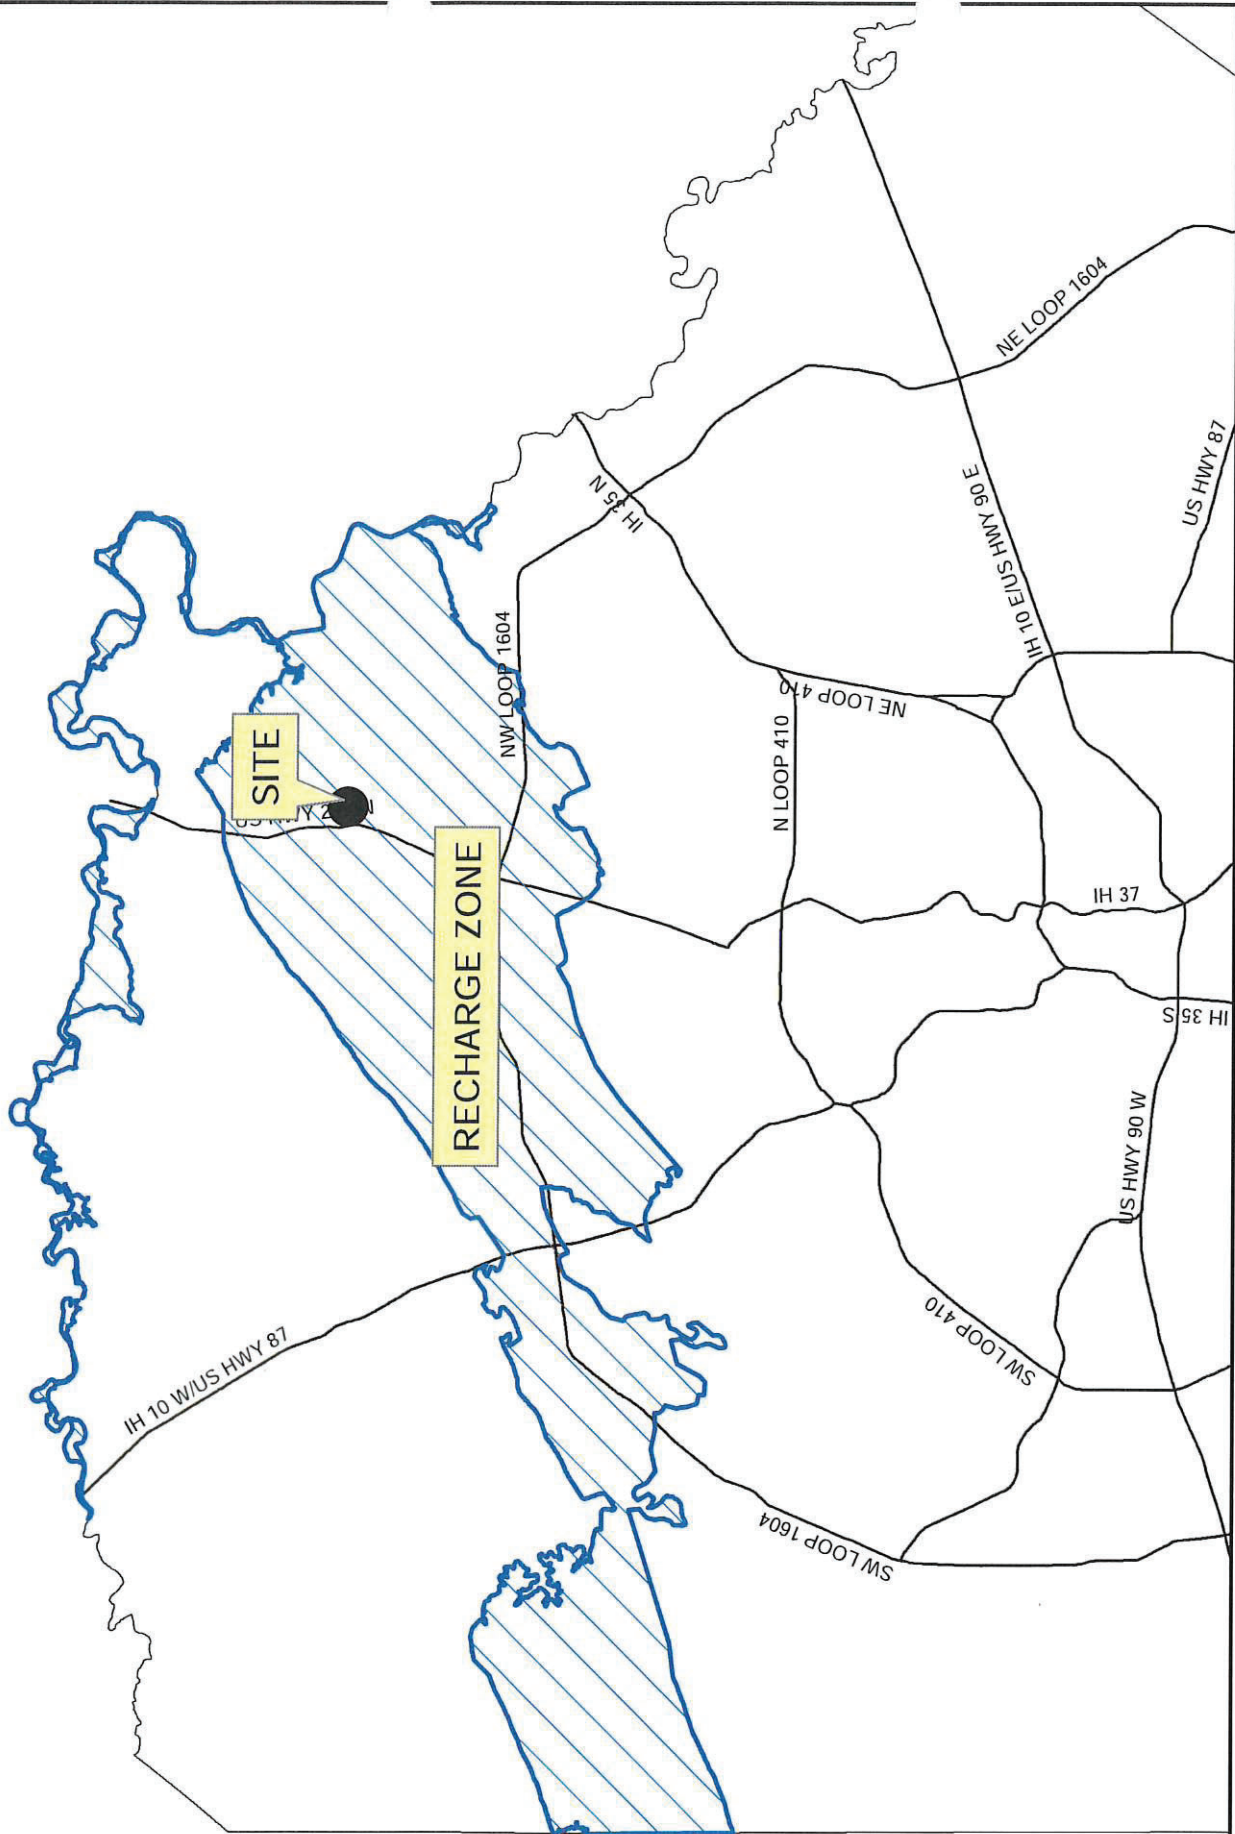 SITE
RECHARGE ZONE
NW LOOP 1604
IH 35 N
NE LOOP 1604
IH 10 E/US HWY 90 E
US HWY 87
NE LOOP 410
N LOOP 410
IH 37
IH 35 S
US HWY 90 W
SW LOOP 410
IH 10 W/US HWY 87
SW LOOP 1604